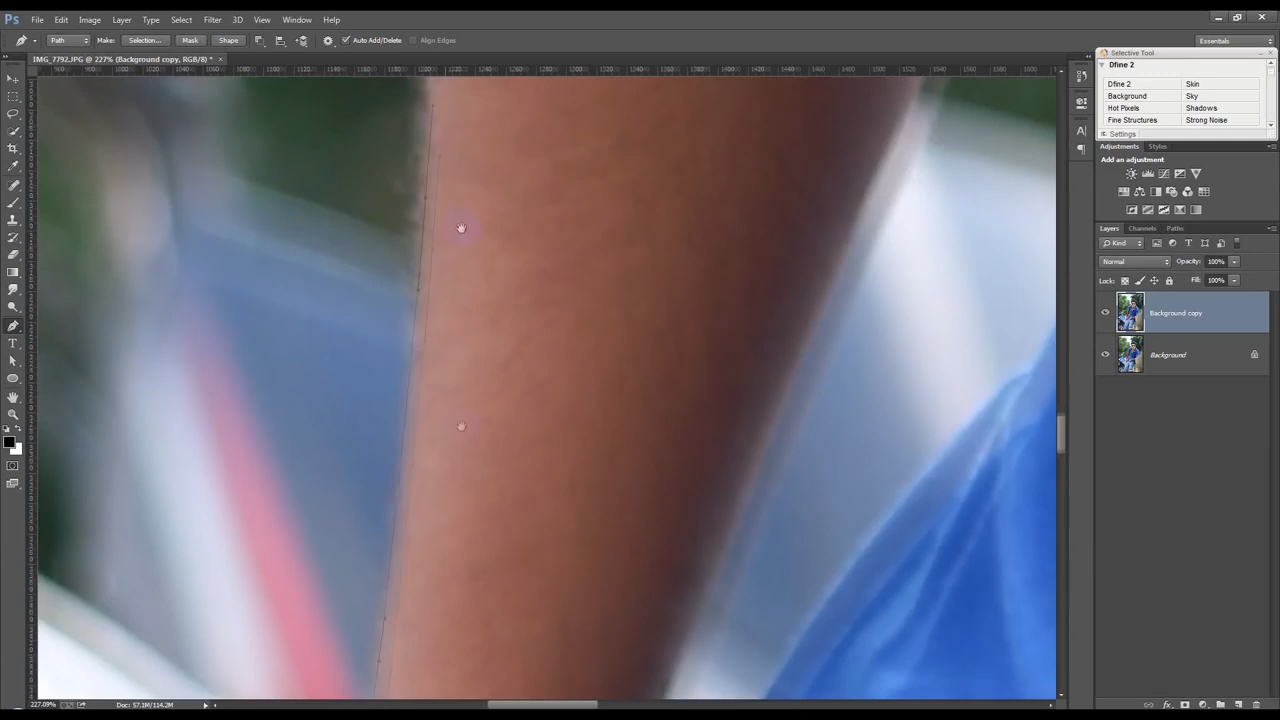 Ps File Edit Image Layer Type Select Filter 3D View Window Help
Path Make: Selection... Mask Shape Auto Add/Delete Align Edges Essentials
IMG_7792.JPG @ 227% (Background copy, RGB/8) * ×
Selective Tool
Dfine 2
Dfine 2 Skin
Background Sky
Hot Pixels Shadows
Fine Structures Strong Noise
Settings
Adjustments Styles
Add an adjustment
Layers Channels Paths
Kind
Normal Opacity: 100%
Lock: Fill: 100%
Background copy
Background
227.09% Doc: 57.1M/114.2M